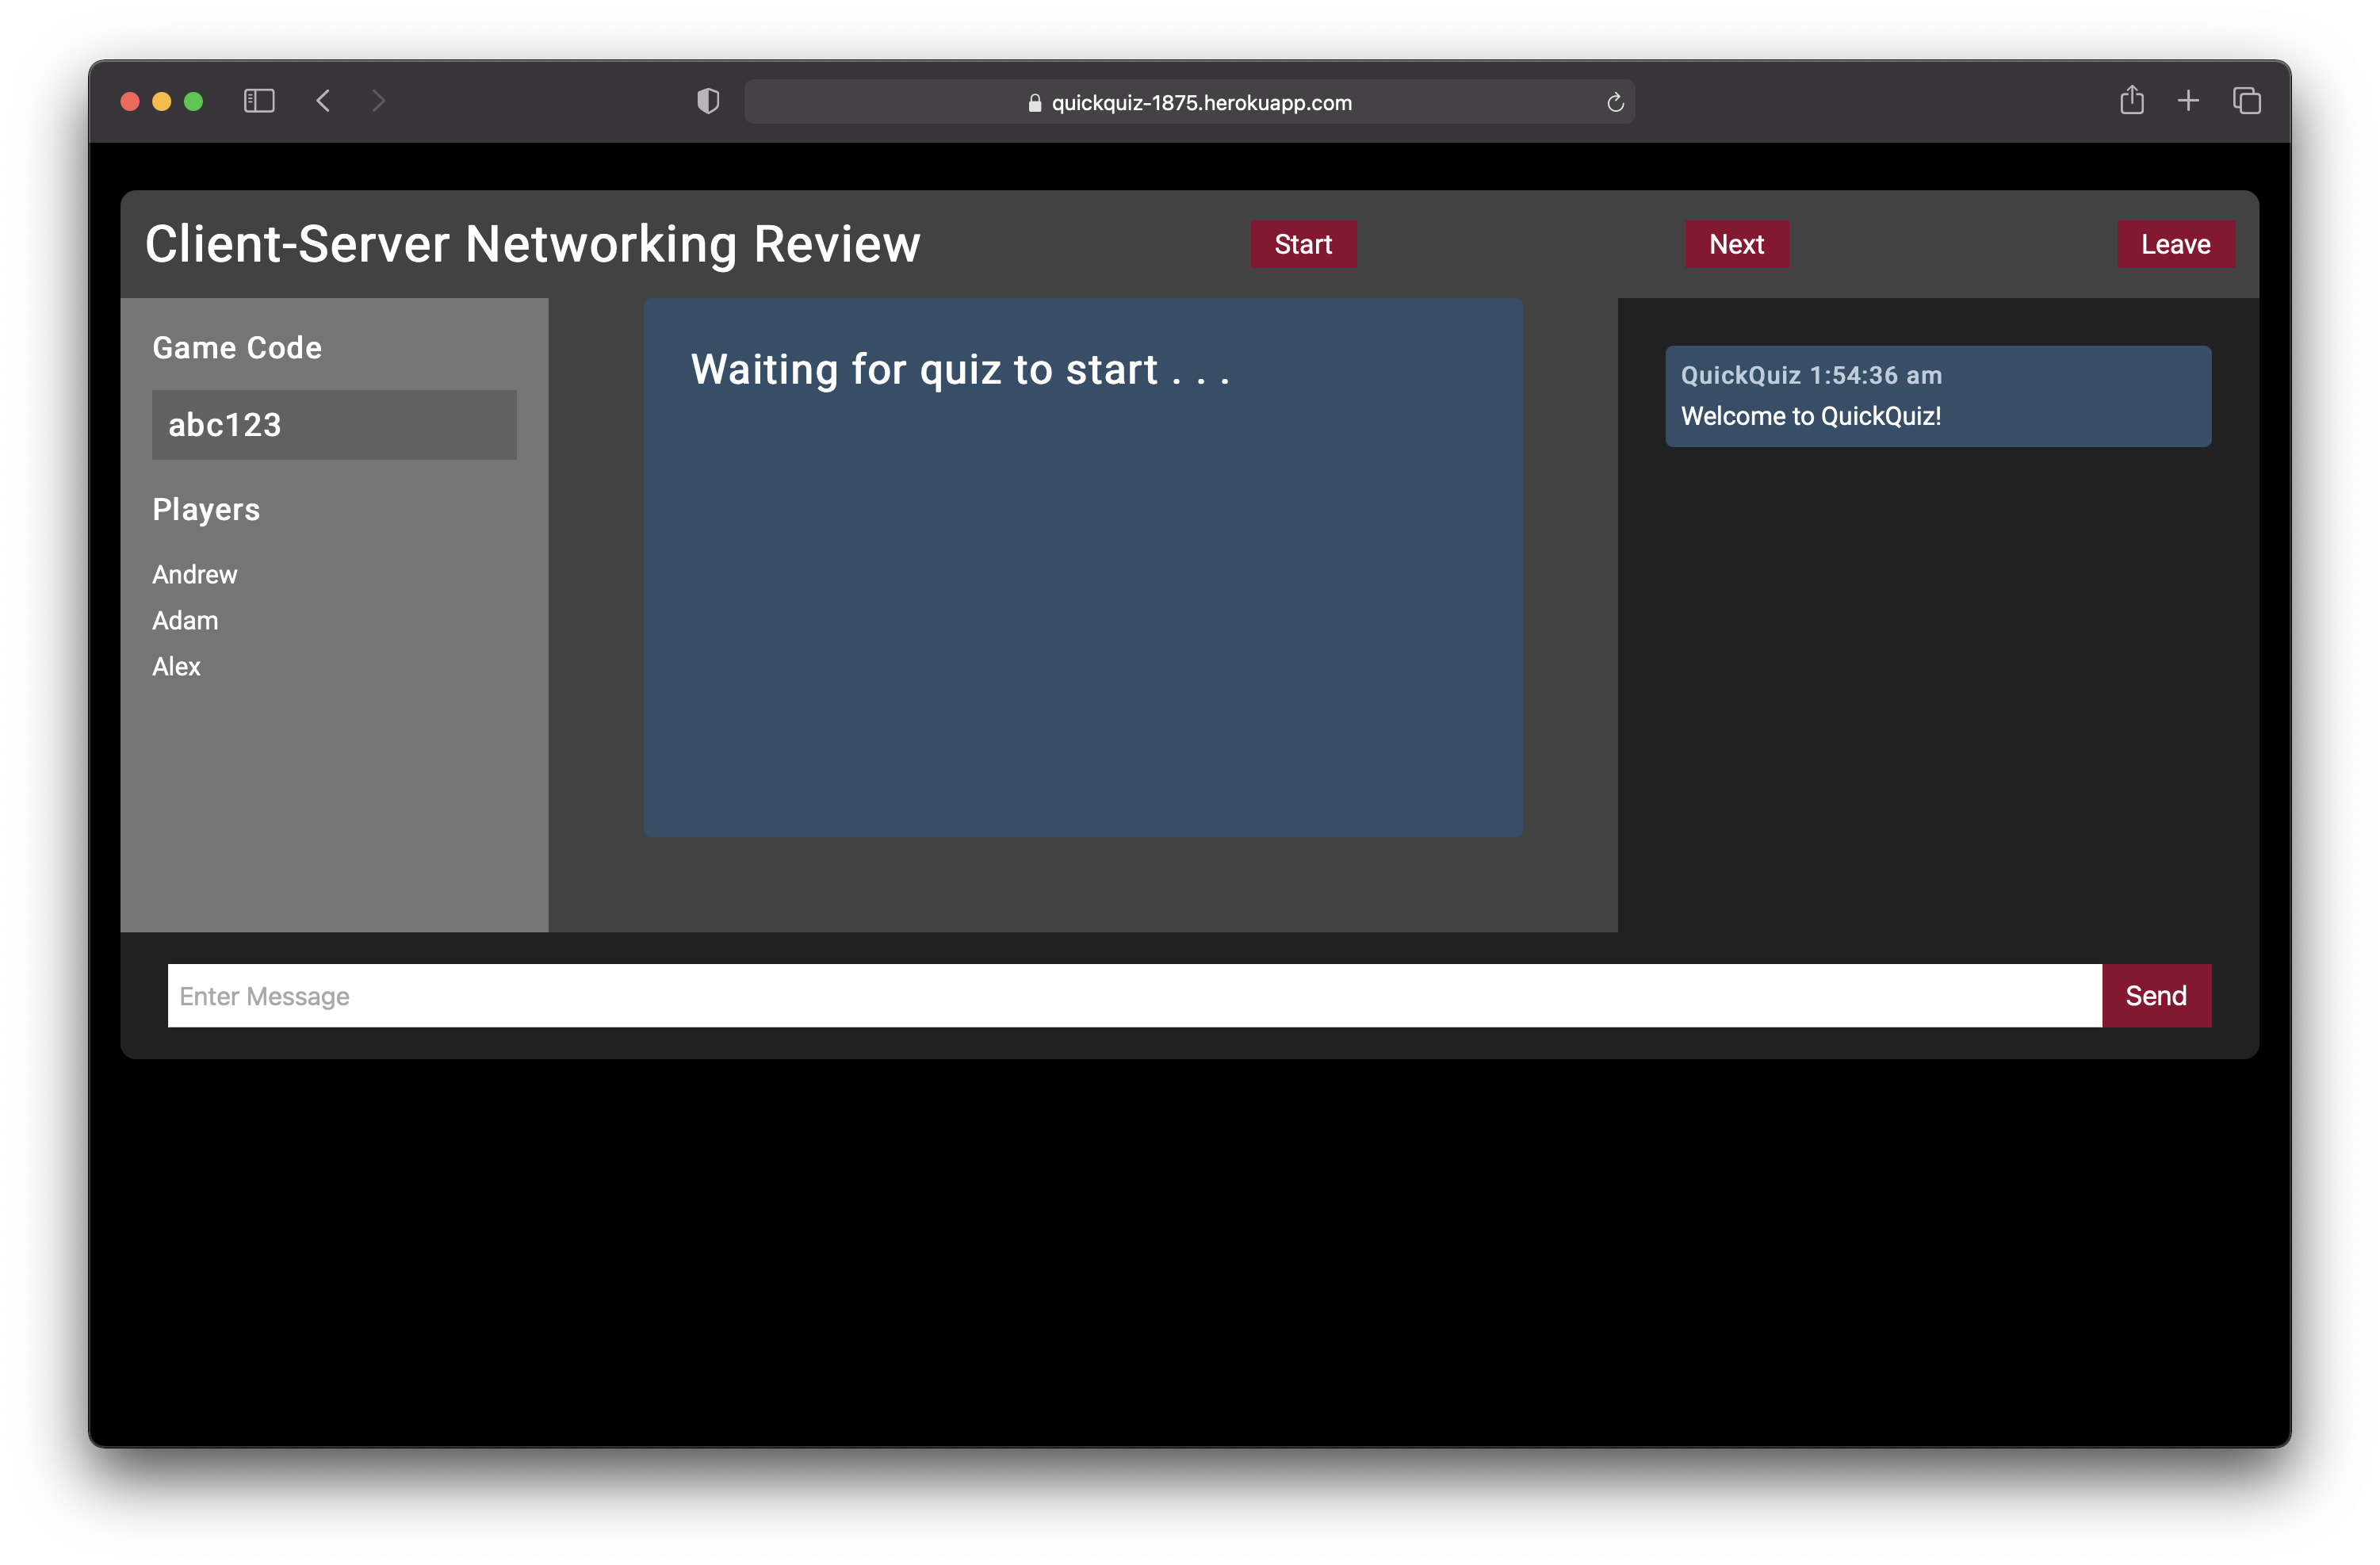 quickquiz-1875.herokuapp.com
Client-Server Networking Review
Start
Next
Leave
Game Code
abc123
Players
Andrew
Adam
Alex
Waiting for quiz to start . . .
QuickQuiz 1:54:36 am
Welcome to QuickQuiz!
Enter Message
Send